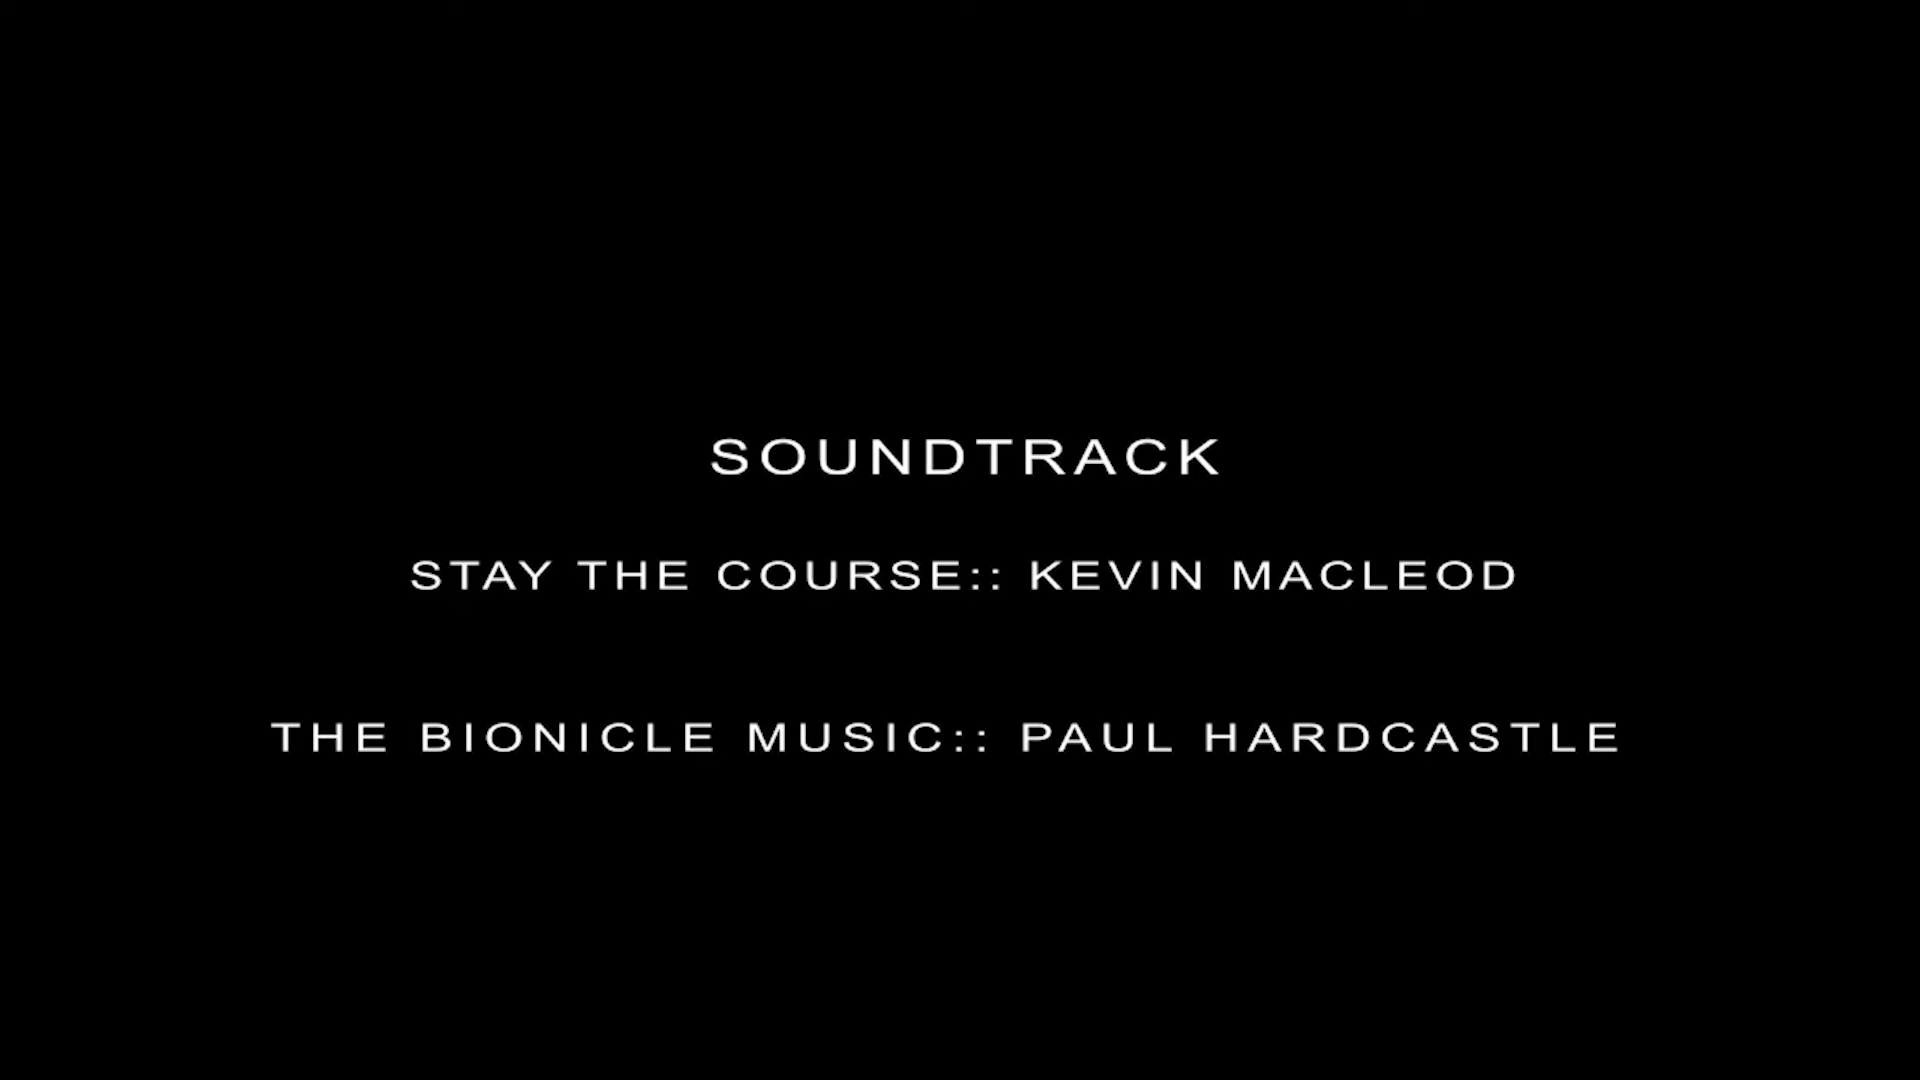 SOUNDTRACK
STAY THE COURSE:: KEVIN MACLEOD
THE BIONICLE MUSIC:: PAUL HARDCASTLE